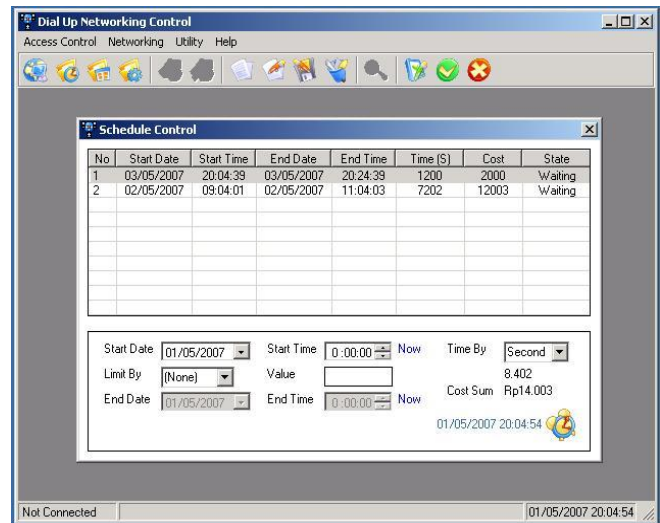 Dial Up Networking Control
Access Control Networking Utility Help
Schedule Control
No Start Date Start Time End Date End Time Time (S) Cost State
1 03/05/2007 20:04:39 03/05/2007 20:24:39 1200 2000 Waiting
2 02/05/2007 09:04:01 02/05/2007 11:04:03 7202 12003 Waiting
Start Date 01/05/2007 Start Time 0:00:00 Now Time By Second
Limit By (None) Value 8.402
Cost Sum Rp14.003
End Date 01/05/2007 End Time 0:00:00 Now
01/05/2007 20:04:54
Not Connected 01/05/2007 20:04:54